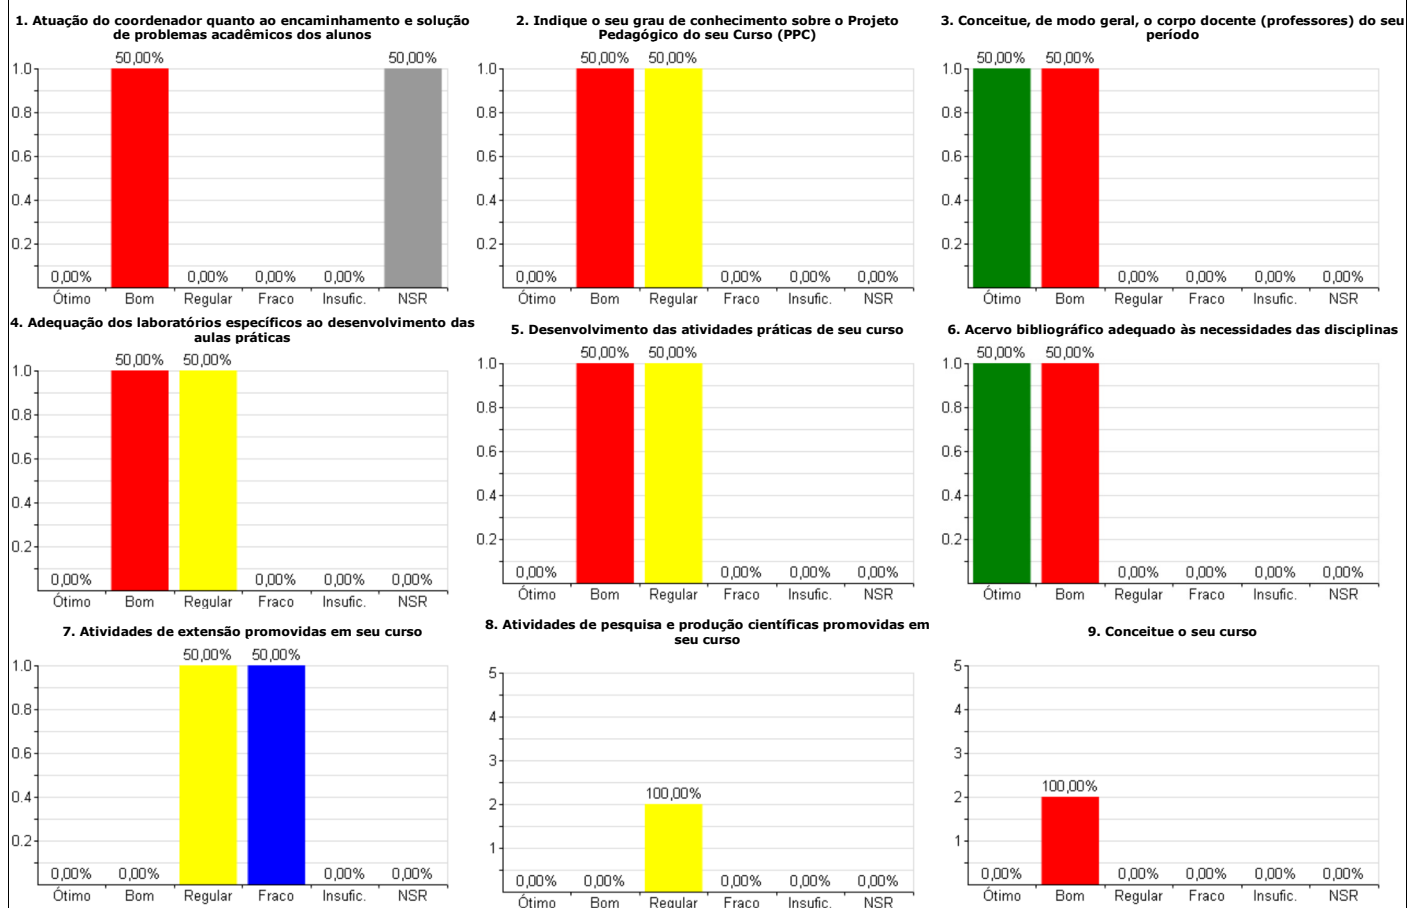 1. Atuação do coordenador quanto ao encaminhamento e solução
de problemas acadêmicos dos alunos
50,00% 50,00%
1.0
0.8
0.6
0.4
0.2
0,00% 0,00% 0,00% 0,00%
Ótimo Bom Regular Fraco Insufic. NSR
2. Indique o seu grau de conhecimento sobre o Projeto
Pedagógico do seu Curso (PPC)
50,00% 50,00%
1.0
0.8
0.6
0.4
0.2
0,00% 0,00% 0,00% 0,00%
Ótimo Bom Regular Fraco Insufic. NSR
3. Conceitue, de modo geral, o corpo docente (professores) do seu
período
50,00% 50,00%
1.0
0.8
0.6
0.4
0.2
0,00% 0,00% 0,00% 0,00%
Ótimo Bom Regular Fraco Insufic. NSR
4. Adequação dos laboratórios específicos ao desenvolvimento das
aulas práticas
50,00% 50,00%
1.0
0.8
0.6
0.4
0.2
0,00% 0,00% 0,00% 0,00%
Ótimo Bom Regular Fraco Insufic. NSR
5. Desenvolvimento das atividades práticas de seu curso
50,00% 50,00%
1.0
0.8
0.6
0.4
0.2
0,00% 0,00% 0,00% 0,00%
Ótimo Bom Regular Fraco Insufic. NSR
6. Acervo bibliográfico adequado às necessidades das disciplinas
50,00% 50,00%
1.0
0.8
0.6
0.4
0.2
0,00% 0,00% 0,00% 0,00%
Ótimo Bom Regular Fraco Insufic. NSR
7. Atividades de extensão promovidas em seu curso
50,00% 50,00%
1.0
0.8
0.6
0.4
0.2
0,00% 0,00% 0,00% 0,00%
Ótimo Bom Regular Fraco Insufic. NSR
8. Atividades de pesquisa e produção científicas promovidas em
seu curso
5
4
3
100,00%
2
1
0,00% 0,00% 0,00% 0,00% 0,00%
Ótimo Bom Regular Fraco Insufic. NSR
9. Conceitue o seu curso
5
4
3
100,00%
2
1
0,00% 0,00% 0,00% 0,00% 0,00%
Ótimo Bom Regular Fraco Insufic. NSR